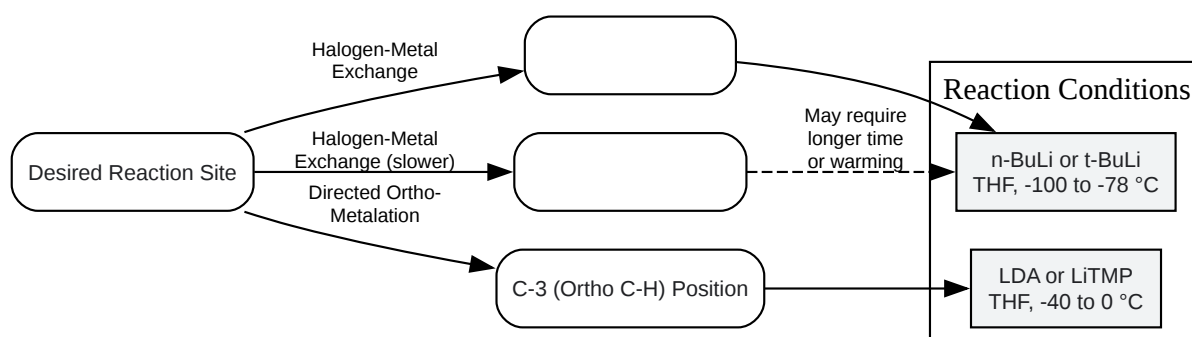 Halogen-Metal
Exchange
Reaction Conditions
May require
longer time
or warming
Halogen-Metal
Exchange (slower)
n-BuLi or t-BuLi
THF, -100 to -78 °C
Desired Reaction Site
Directed Ortho-
Metalation
C-3 (Ortho C-H) Position
LDA or LiTMP
THF, -40 to 0 °C